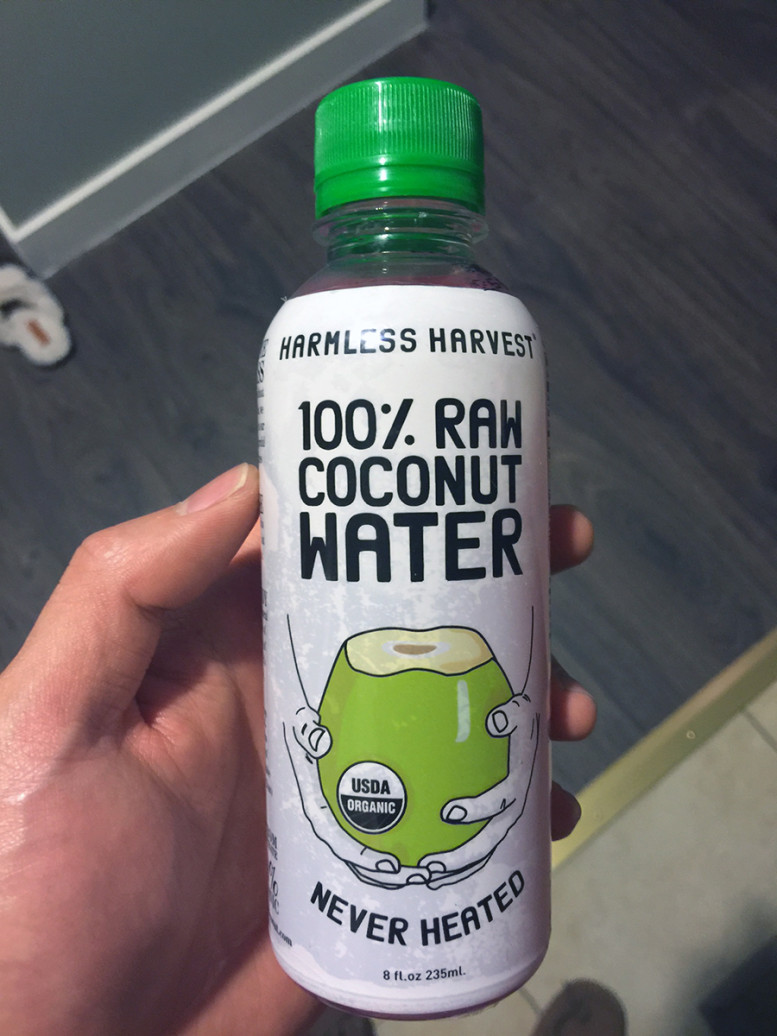 HARMLESS HARVEST
100% RAW
COCONUT
WATER
USDA
ORGANIC
NEVER HEATED
8 fl.oz 235ml.